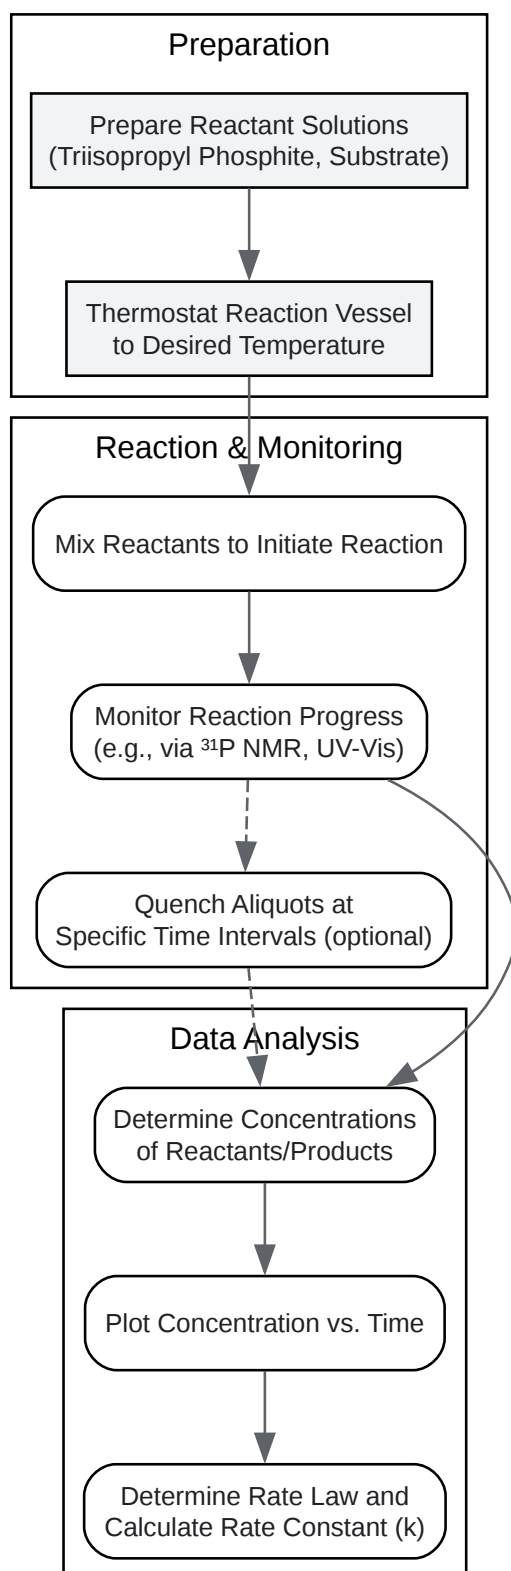 Preparation
Prepare Reactant Solutions
(Triisopropyl Phosphite, Substrate)
Thermostat Reaction Vessel
to Desired Temperature
Reaction & Monitoring
Mix Reactants to Initiate Reaction
Monitor Reaction Progress
(e.g., via ³¹P NMR, UV-Vis)
Quench Aliquots at
Specific Time Intervals (optional)
Data Analysis
Determine Concentrations
of Reactants/Products
Plot Concentration vs. Time
Determine Rate Law and
Calculate Rate Constant (k)